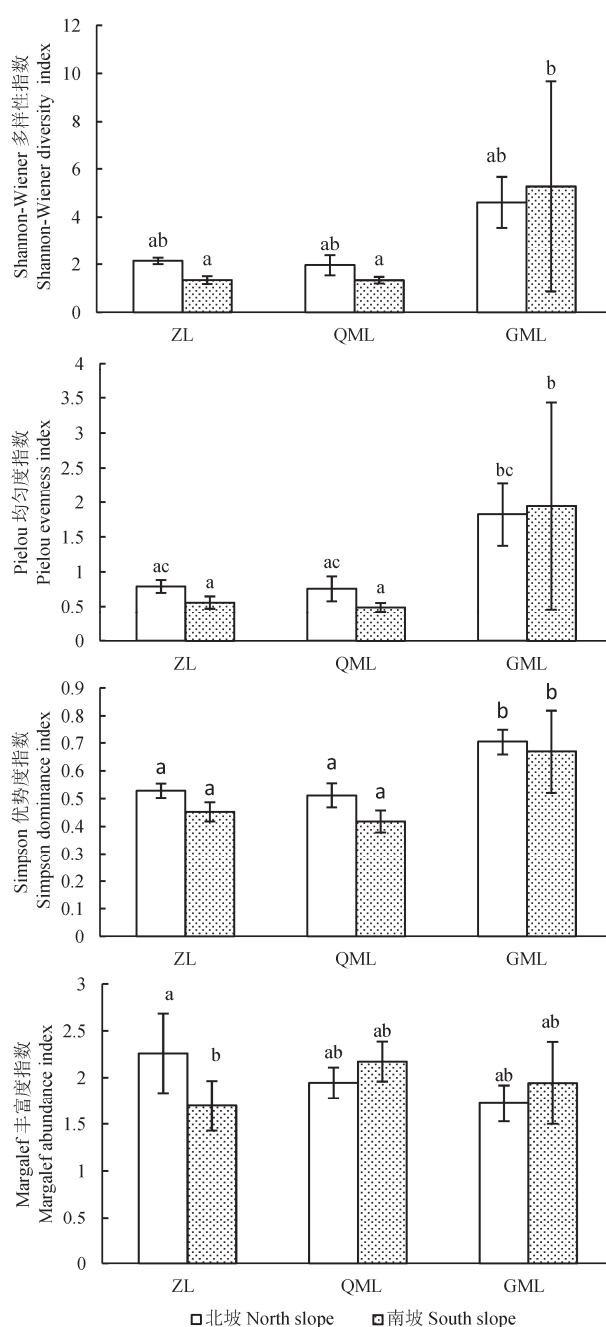 Shannon-Wiener 多样性指数
Shannon-Wiener diversity index
12
10
8
6
4
2
0
ab
a
ab
a
ab
b
ZL
QML
GML
Pielou 均匀度指数
Pielou evenness index
4
3.5
3
2.5
2
1.5
1
0.5
0
ac
a
ac
a
bc
b
ZL
QML
GML
Simpson 优势度指数
Simpson dominance index
0.9
0.8
0.7
0.6
0.5
0.4
0.3
0.2
0.1
0
a
a
a
a
b
b
ZL
QML
GML
Margalef 丰富度指数
Margalef abundance index
3
2.5
2
1.5
1
0.5
0
a
b
ab
ab
ab
ab
ZL
QML
GML
北坡 North slope
南坡 South slope